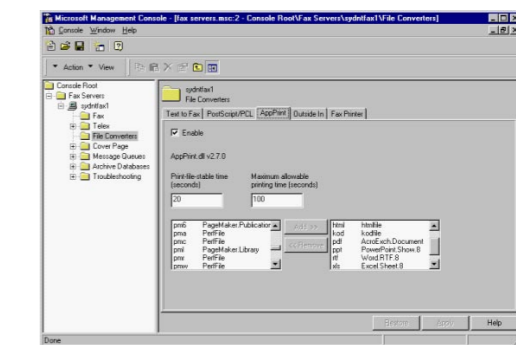 Microsoft Management Console - [fax servers.msc:2 - Console Root\Fax Servers\sydntfax1\File Converters]
Console Window Help
Action View
Console Root
Fax Servers
sydntfax1
Fax
Telex
File Converters
Cover Page
Message Queues
Archive Databases
Troubleshooting
sydntfax1
File Converters
Text to Fax PostScript/PCL AppPrint Outside In Fax Printer
Enable
AppPrint.dll v2.7.0
Print-file-stable time (seconds)
20
Maximum allowable printing time (seconds)
100
pm6 PageMaker.Publication
pma PerfFile
pmc PerfFile
pml PageMaker.Library
pmr PerfFile
pmw PerfFile
Add >>
<< Remove
html htmlfile
kod kodfile
pdf AcroExch.Document
ppt PowerPoint.Show.8
rtf Word.RTF.8
xls Excel.Sheet.8
Restore Apply Help
Done